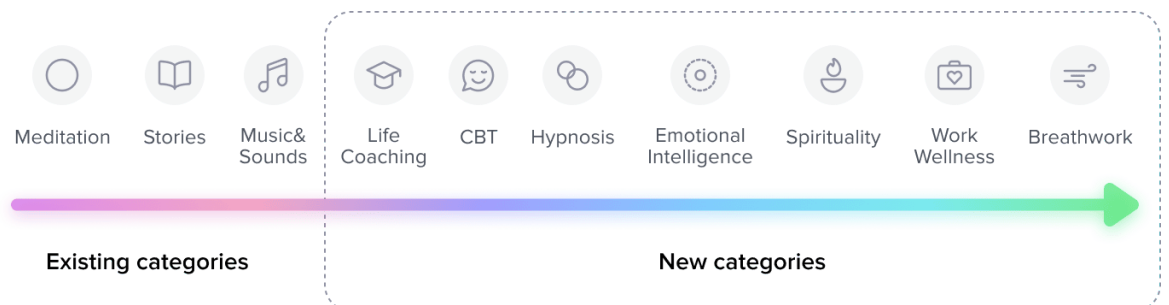 Meditation
Stories
Music&
Sounds
Life
Coaching
CBT
Hypnosis
Emotional
Intelligence
Spirituality
Work
Wellness
Breathwork
Existing categories
New categories